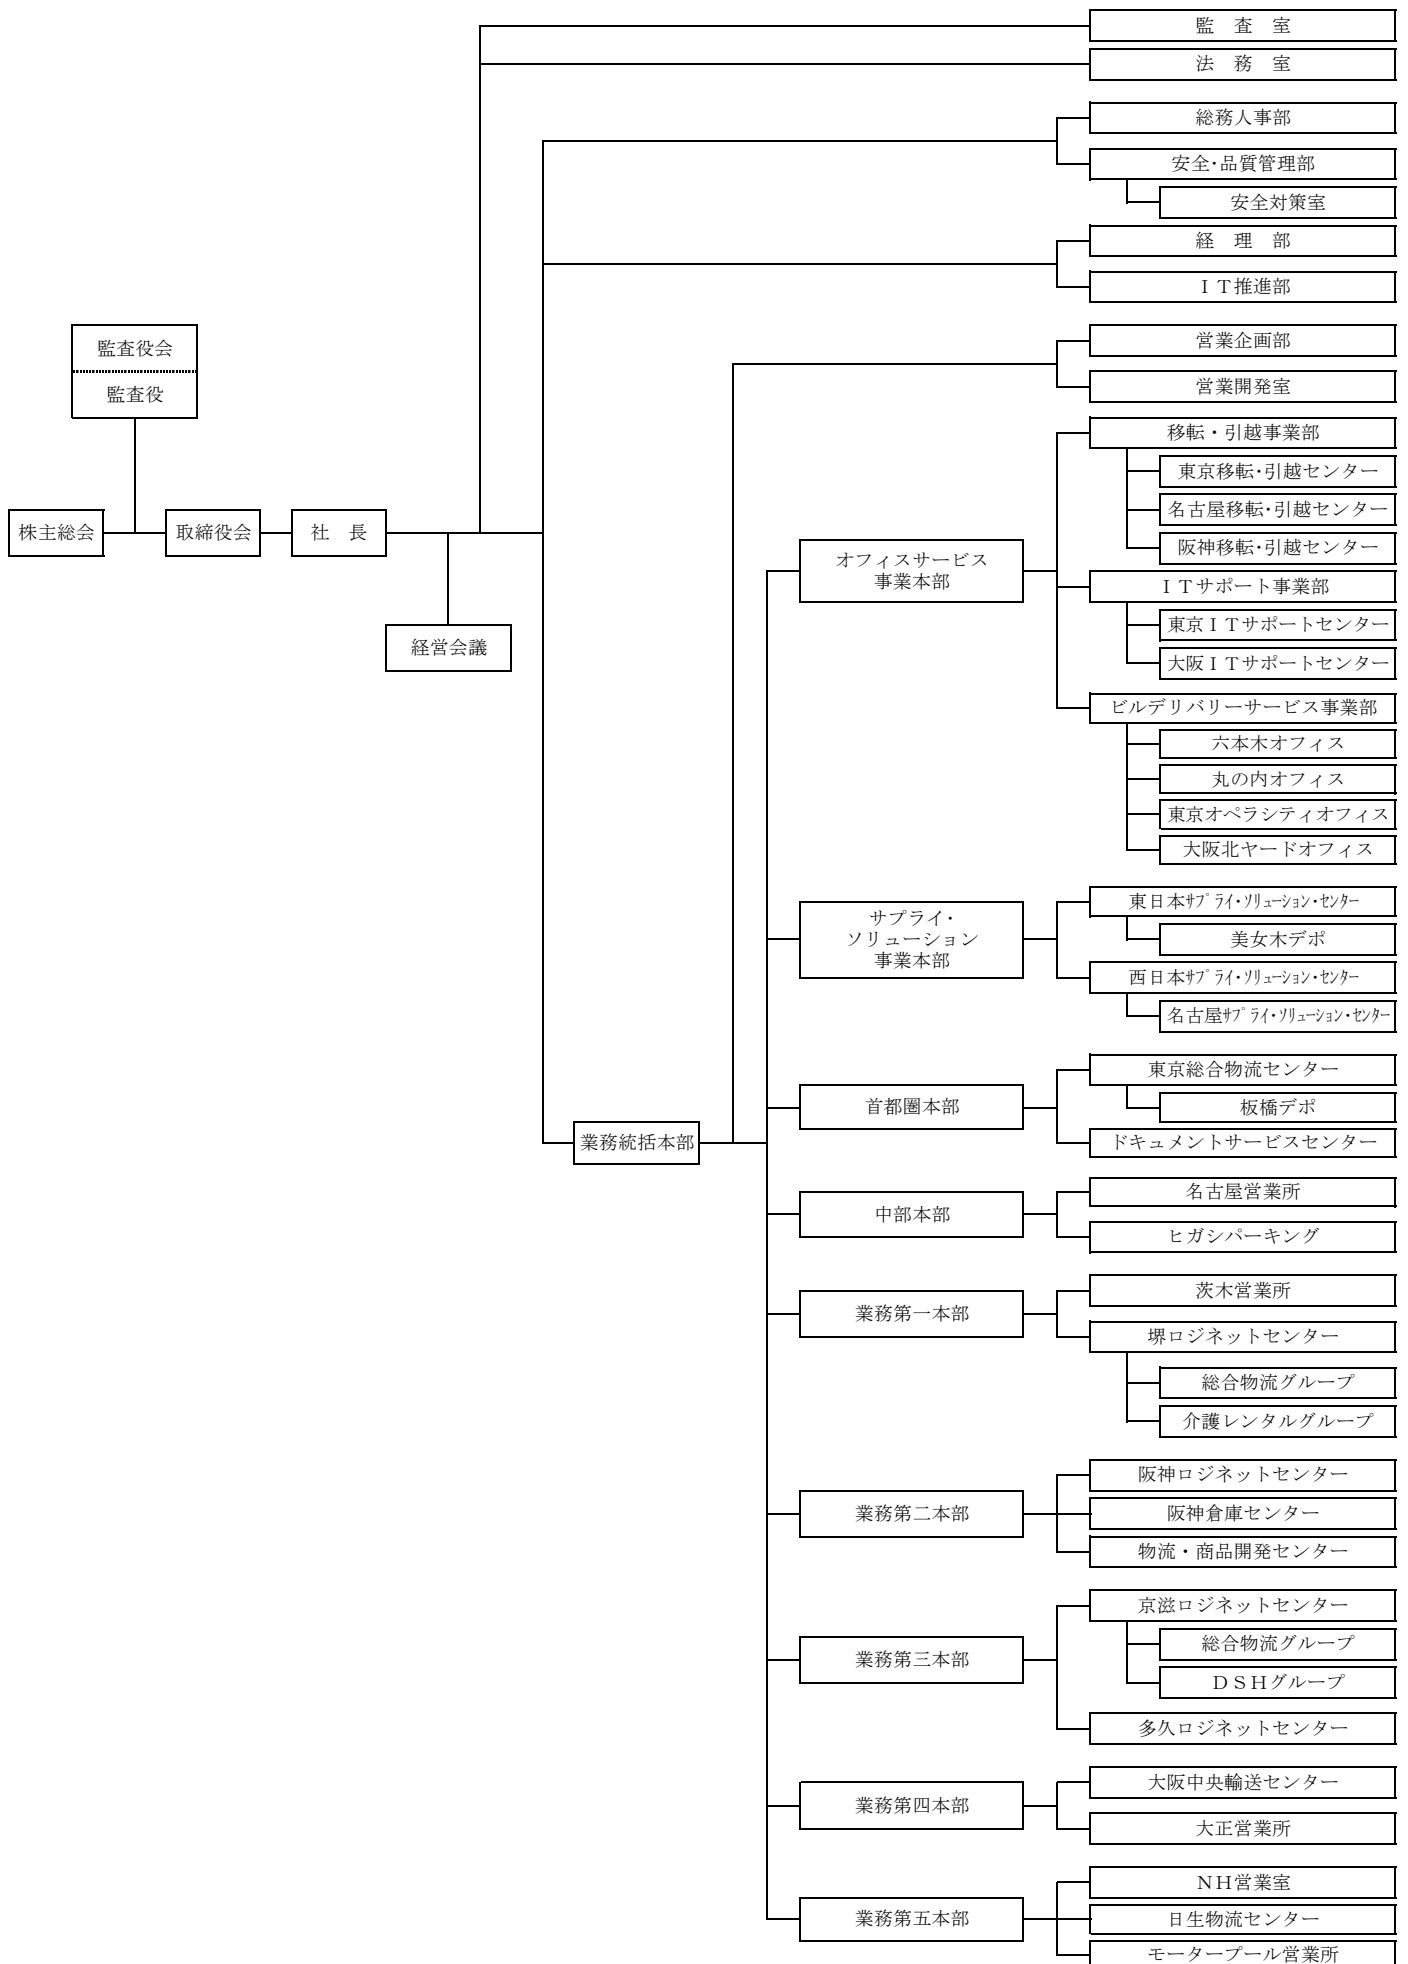 監　査　室
法　務　室
総務人事部
安全･品質管理部
安全対策室
経　理　部
ＩＴ推進部
監査役会
監査役
営業企画部
営業開発室
株主総会
取締役会
社　長
経営会議
業務統括本部
オフィスサービス
事業本部
移転・引越事業部
東京移転･引越センター
名古屋移転･引越センター
阪神移転･引越センター
ＩＴサポート事業部
東京ＩＴサポートセンター
大阪ＩＴサポートセンター
ビルデリバリーサービス事業部
六本木オフィス
丸の内オフィス
東京オペラシティオフィス
大阪北ヤードオフィス
サプライ・
ソリューション
事業本部
東日本ｻﾌﾟﾗｲ･ｿﾘｭｰｼｮﾝ･ｾﾝﾀｰ
美女木デポ
西日本ｻﾌﾟﾗｲ･ｿﾘｭｰｼｮﾝ･ｾﾝﾀｰ
名古屋ｻﾌﾟﾗｲ･ｿﾘｭｰｼｮﾝ･ｾﾝﾀｰ
首都圏本部
東京総合物流センター
板橋デポ
ドキュメントサービスセンター
中部本部
名古屋営業所
ヒガシパーキング
業務第一本部
茨木営業所
堺ロジネットセンター
総合物流グループ
介護レンタルグループ
業務第二本部
阪神ロジネットセンター
阪神倉庫センター
物流・商品開発センター
業務第三本部
京滋ロジネットセンター
総合物流グループ
ＤＳＨグループ
多久ロジネットセンター
業務第四本部
大阪中央輸送センター
大正営業所
業務第五本部
ＮＨ営業室
日生物流センター
モータープール営業所